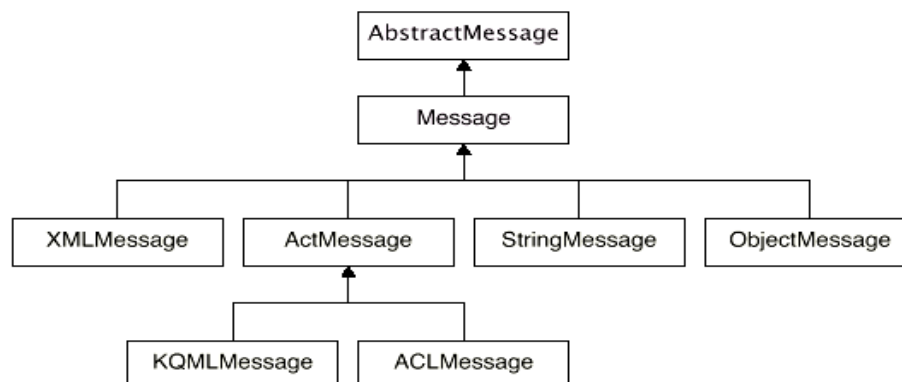 AbstractMessage
Message
XMLMessage
ActMessage
StringMessage
ObjectMessage
KQMLMessage
ACLMessage